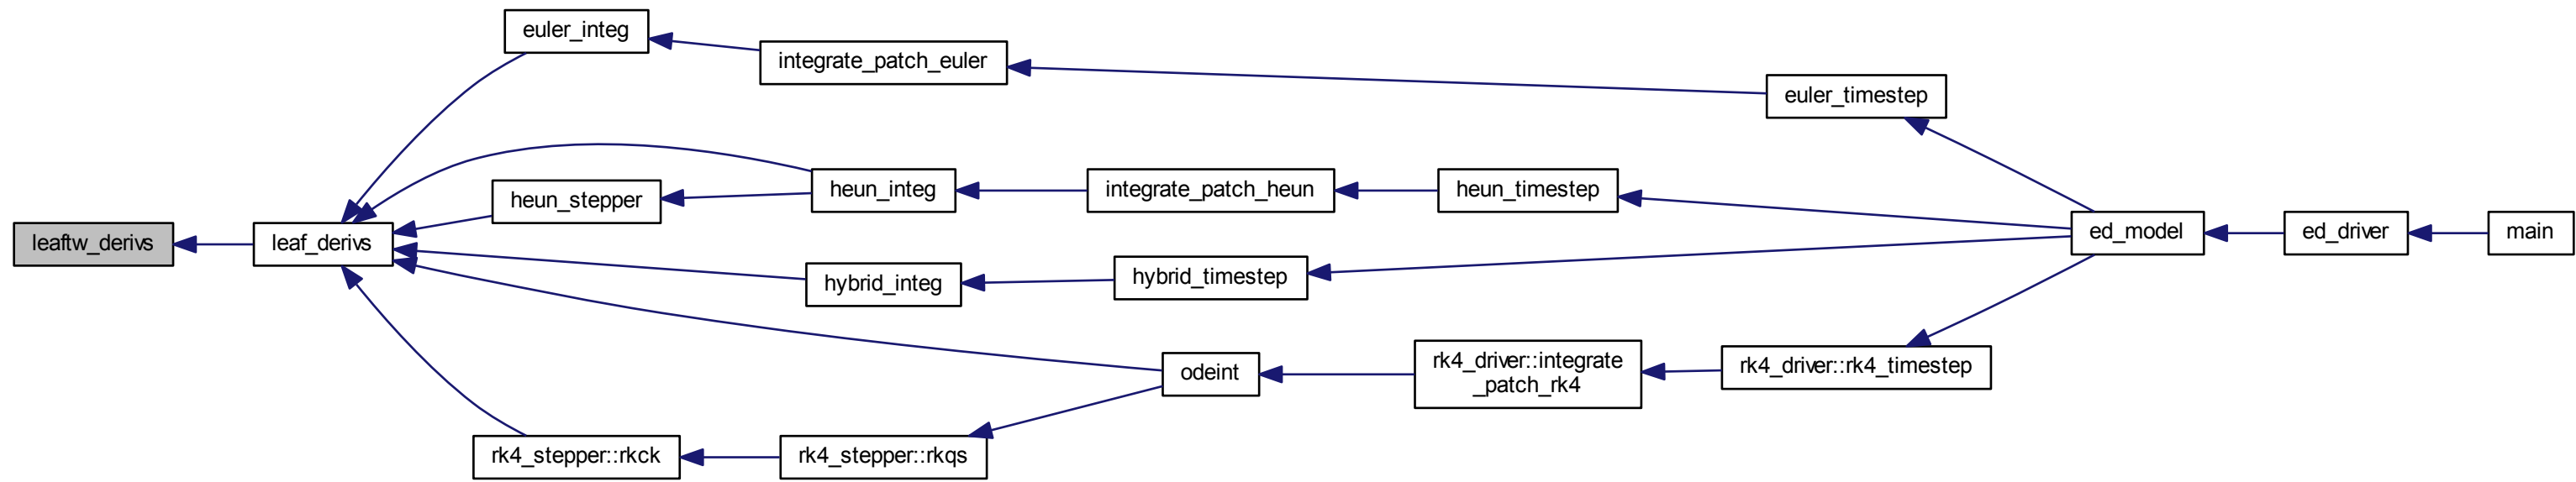 euler_integ
integrate_patch_euler
euler_timestep
heun_integ
integrate_patch_heun
heun_timestep
heun_stepper
leaftw_derivs
leaf_derivs
ed_model
ed_driver
main
hybrid_integ
hybrid_timestep
odeint
rk4_driver::integrate
_patch_rk4
rk4_driver::rk4_timestep
rk4_stepper::rkck
rk4_stepper::rkqs